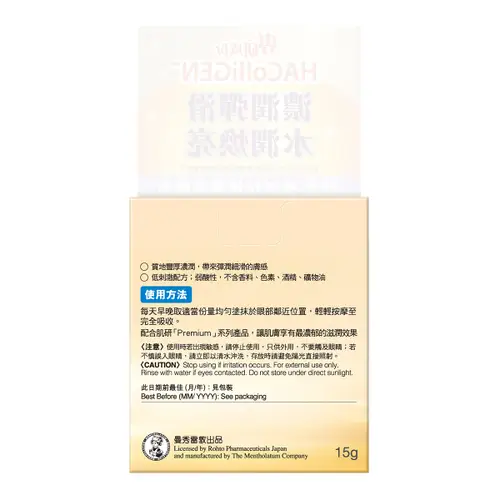 肌研極潤
HAColliGEN™
濃潤彈滑
水潤煥亮
○ 質地豐厚濃潤，帶來彈潤細滑的膚感
○ 低刺激配方；弱酸性，不含香料、色素、酒精、礦物油
使用方法
每天早晚取適當份量均勻塗抹於眼部鄰近位置，輕輕按摩至
完全吸收。
配合肌研「Premium」系列產品，讓肌膚享有最濃郁的滋潤效果
〈注意〉使用時若出現敏感，請停止使用，只供外用，不要觸及眼睛；若
不慎誤入眼睛，請立即以清水沖洗，存放時請避免陽光直接照射。
〈CAUTION〉Stop using if irritation occurs. For external use only.
Rinse with water if eyes contacted. Do not store under direct sunlight.
此日期前最佳 (月/年)：見包裝
Best Before (MM/ YYYY): See packaging
曼秀雷敦出品
Licensed by Rohto Pharmaceuticals Japan
and manufactured by The Mentholatum Company
15g